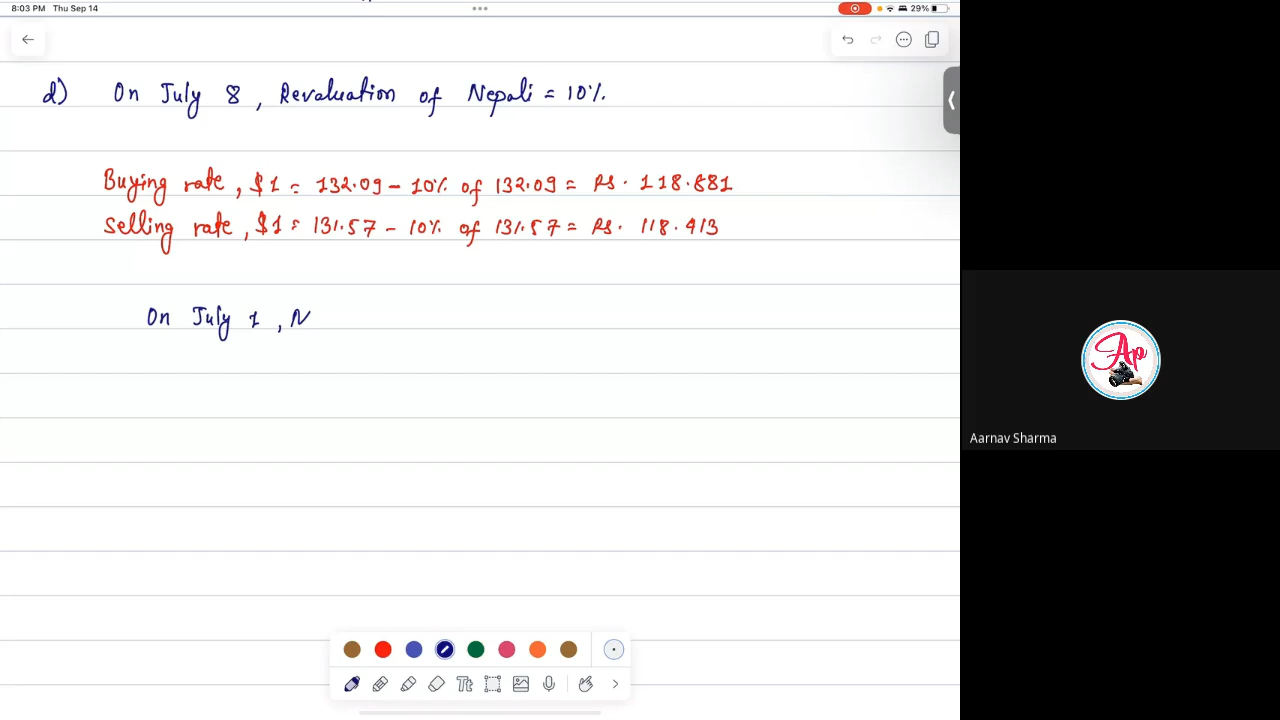 8:03 PM Thu Sep 14
29%
d) On July 8, Revaluation of Nepali = 10%.
Buying rate, $1 = 132.09 - 10% of 132.09 = Rs. 118.881
Selling rate, $1 = 131.57 - 10% of 131.57 = Rs. 118.413
On July 1, N
Tt
Ap
Aarnav Sharma